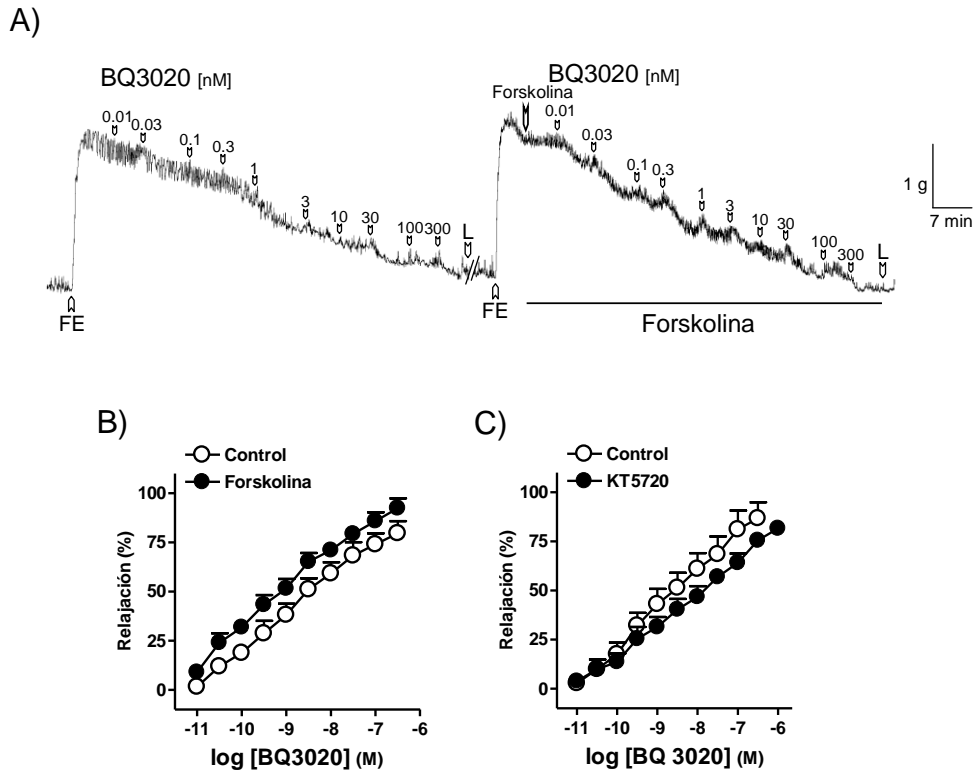 A)
BQ3020 [nM]
0.01
0.03
0.1
0.3
1
3
10
30
100
300
L
FE
BQ3020 [nM]
Forskolina
0.01
0.03
0.1
0.3
1
3
10
30
100
300
L
FE
Forskolina
1 g
7 min
B)
Control
Forskolina
Relajación (%)
100
75
50
25
0
-11 -10 -9 -8 -7 -6
log [BQ3020] (M)
C)
Control
KT5720
Relajación (%)
100
75
50
25
0
-11 -10 -9 -8 -7 -6
log [BQ 3020] (M)